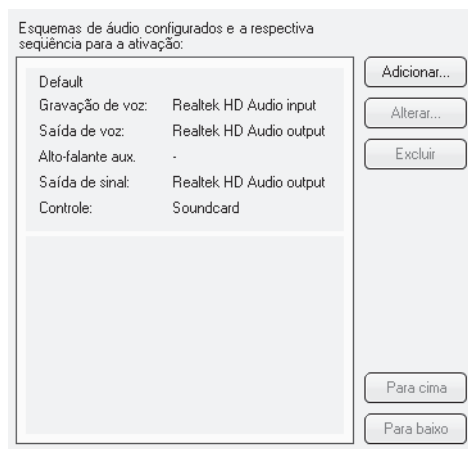 Esquemas de áudio configurados e a respectiva
seqüência para a ativação:
Default
Gravação de voz: Realtek HD Audio input
Saída de voz: Realtek HD Audio output
Alto-falante aux. -
Saída de sinal: Realtek HD Audio output
Controle: Soundcard
Adicionar...
Alterar...
Excluir
Para cima
Para baixo